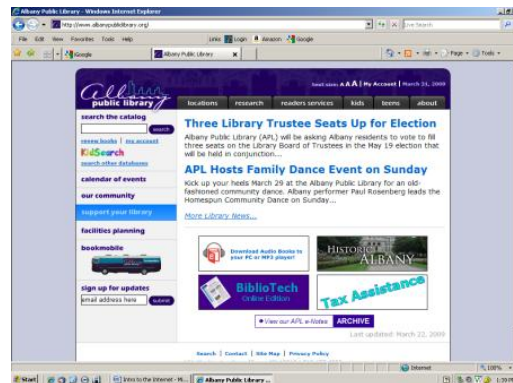 Albany Public Library - Windows Internet Explorer
http://www.albanypubliclibrary.org/
Live Search
File Edit View Favorites Tools Help
Links Login Amazon Google
Google
Albany Public Library
Page Tools
Albany
public library
text size: A A A | My Account | March 21, 2009
locations research readers services kids teens about
search the catalog
search
renew books | my account
KidSearch
search other databases
calendar of events
our community
support your library
facilities planning
bookmobile
sign up for updates
email address here submit
Three Library Trustee Seats Up for Election
Albany Public Library (APL) will be asking Albany residents to vote to fill
three seats on the Library Board of Trustees in the May 19 election that
will be held in conjunction...
APL Hosts Family Dance Event on Sunday
Kick up your heels March 29 at the Albany Public Library for an old-
fashioned community dance. Albany performer Paul Rosenberg leads the
Homespun Community Dance on Sunday...
More Library News...
Download Audio Books to
your PC or MP3 player!
HISTORIC
ALBANY
BiblioTech
Online Edition
Tax Assistance
View our APL e-Notes ARCHIVE
Last updated: March 22, 2009
Search | Contact | Site Map | Privacy Policy
Internet 100%
Start Intro to the Internet - M... Albany Public Library ...